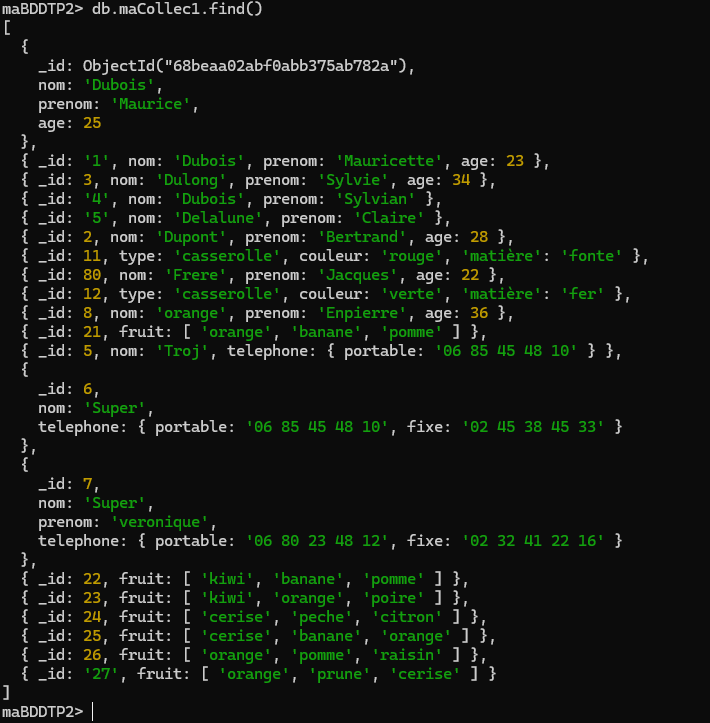 maBDDTP2> db.maCollec1.find()
[
  {
    _id: ObjectId("68beaa02abf0abb375ab782a"),
    nom: 'Dubois',
    prenom: 'Maurice',
    age: 25
  },
  { _id: '1', nom: 'Dubois', prenom: 'Mauricette', age: 23 },
  { _id: 3, nom: 'Dulong', prenom: 'Sylvie', age: 34 },
  { _id: '4', nom: 'Dubois', prenom: 'Sylvian' },
  { _id: '5', nom: 'Delalune', prenom: 'Claire' },
  { _id: 2, nom: 'Dupont', prenom: 'Bertrand', age: 28 },
  { _id: 11, type: 'casserolle', couleur: 'rouge', 'matière': 'fonte' },
  { _id: 80, nom: 'Frere', prenom: 'Jacques', age: 22 },
  { _id: 12, type: 'casserolle', couleur: 'verte', 'matière': 'fer' },
  { _id: 8, nom: 'orange', prenom: 'Enpierre', age: 36 },
  { _id: 21, fruit: [ 'orange', 'banane', 'pomme' ] },
  { _id: 5, nom: 'Troj', telephone: { portable: '06 85 45 48 10' } },
  {
    _id: 6,
    nom: 'Super',
    telephone: { portable: '06 85 45 48 10', fixe: '02 45 38 45 33' }
  },
  {
    _id: 7,
    nom: 'Super',
    prenom: 'veronique',
    telephone: { portable: '06 80 23 48 12', fixe: '02 32 41 22 16' }
  },
  { _id: 22, fruit: [ 'kiwi', 'banane', 'pomme' ] },
  { _id: 23, fruit: [ 'kiwi', 'orange', 'poire' ] },
  { _id: 24, fruit: [ 'cerise', 'peche', 'citron' ] },
  { _id: 25, fruit: [ 'cerise', 'banane', 'orange' ] },
  { _id: 26, fruit: [ 'orange', 'pomme', 'raisin' ] },
  { _id: '27', fruit: [ 'orange', 'prune', 'cerise' ] }
]
maBDDTP2>